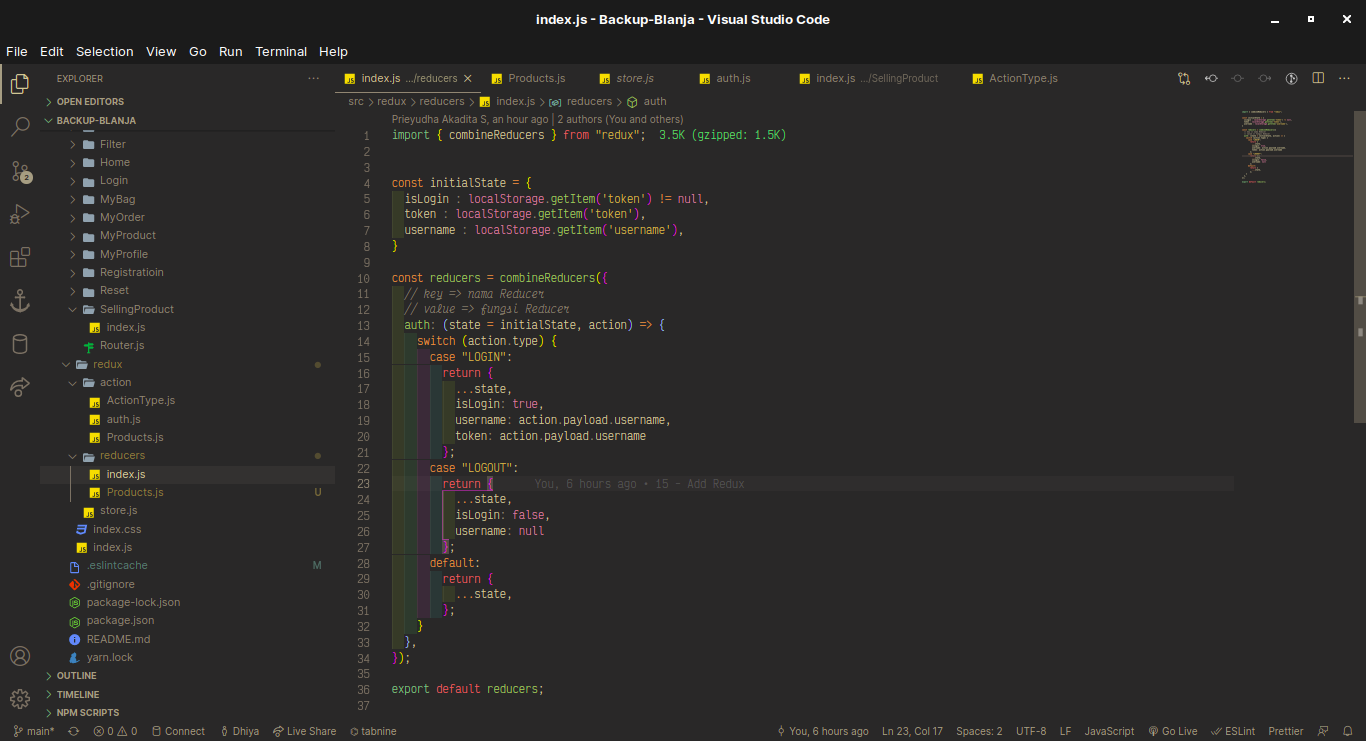 index.js - Backup-Blanja - Visual Studio Code
File Edit Selection View Go Run Terminal Help
EXPLORER
OPEN EDITORS
BACKUP-BLANJA
Filter
Home
Login
MyBag
MyOrder
MyProduct
MyProfile
Registratioin
Reset
SellingProduct
index.js
Router.js
redux
action
ActionType.js
auth.js
Products.js
reducers
index.js
Products.js U
store.js
index.css
index.js
.eslintcache M
.gitignore
package-lock.json
package.json
README.md
yarn.lock
OUTLINE
TIMELINE
NPM SCRIPTS
2
index.js .../reducers Products.js store.js auth.js index.js .../SellingProduct ActionType.js
src > redux > reducers > index.js > reducers > auth
Prieyudha Akadita S, an hour ago | 2 authors (You and others)
1 import { combineReducers } from "redux"; 3.5K (gzipped: 1.5K)
2
3
4 const initialState = {
5 isLogin : localStorage.getItem('token') != null,
6 token : localStorage.getItem('token'),
7 username : localStorage.getItem('username'),
8 }
9
10 const reducers = combineReducers({
11 // key => nama Reducer
12 // value => fungsi Reducer
13 auth: (state = initialState, action) => {
14 switch (action.type) {
15 case "LOGIN":
16 return {
17 ...state,
18 isLogin: true,
19 username: action.payload.username,
20 token: action.payload.username
21 };
22 case "LOGOUT":
23 return { You, 6 hours ago • 15 - Add Redux
24 ...state,
25 isLogin: false,
26 username: null
27 };
28 default:
29 return {
30 ...state,
31 };
32 }
33 },
34 });
35
36 export default reducers;
37
main* 0 0 Connect Dhiya Live Share tabnine You, 6 hours ago Ln 23, Col 17 Spaces: 2 UTF-8 LF JavaScript Go Live ESLint Prettier